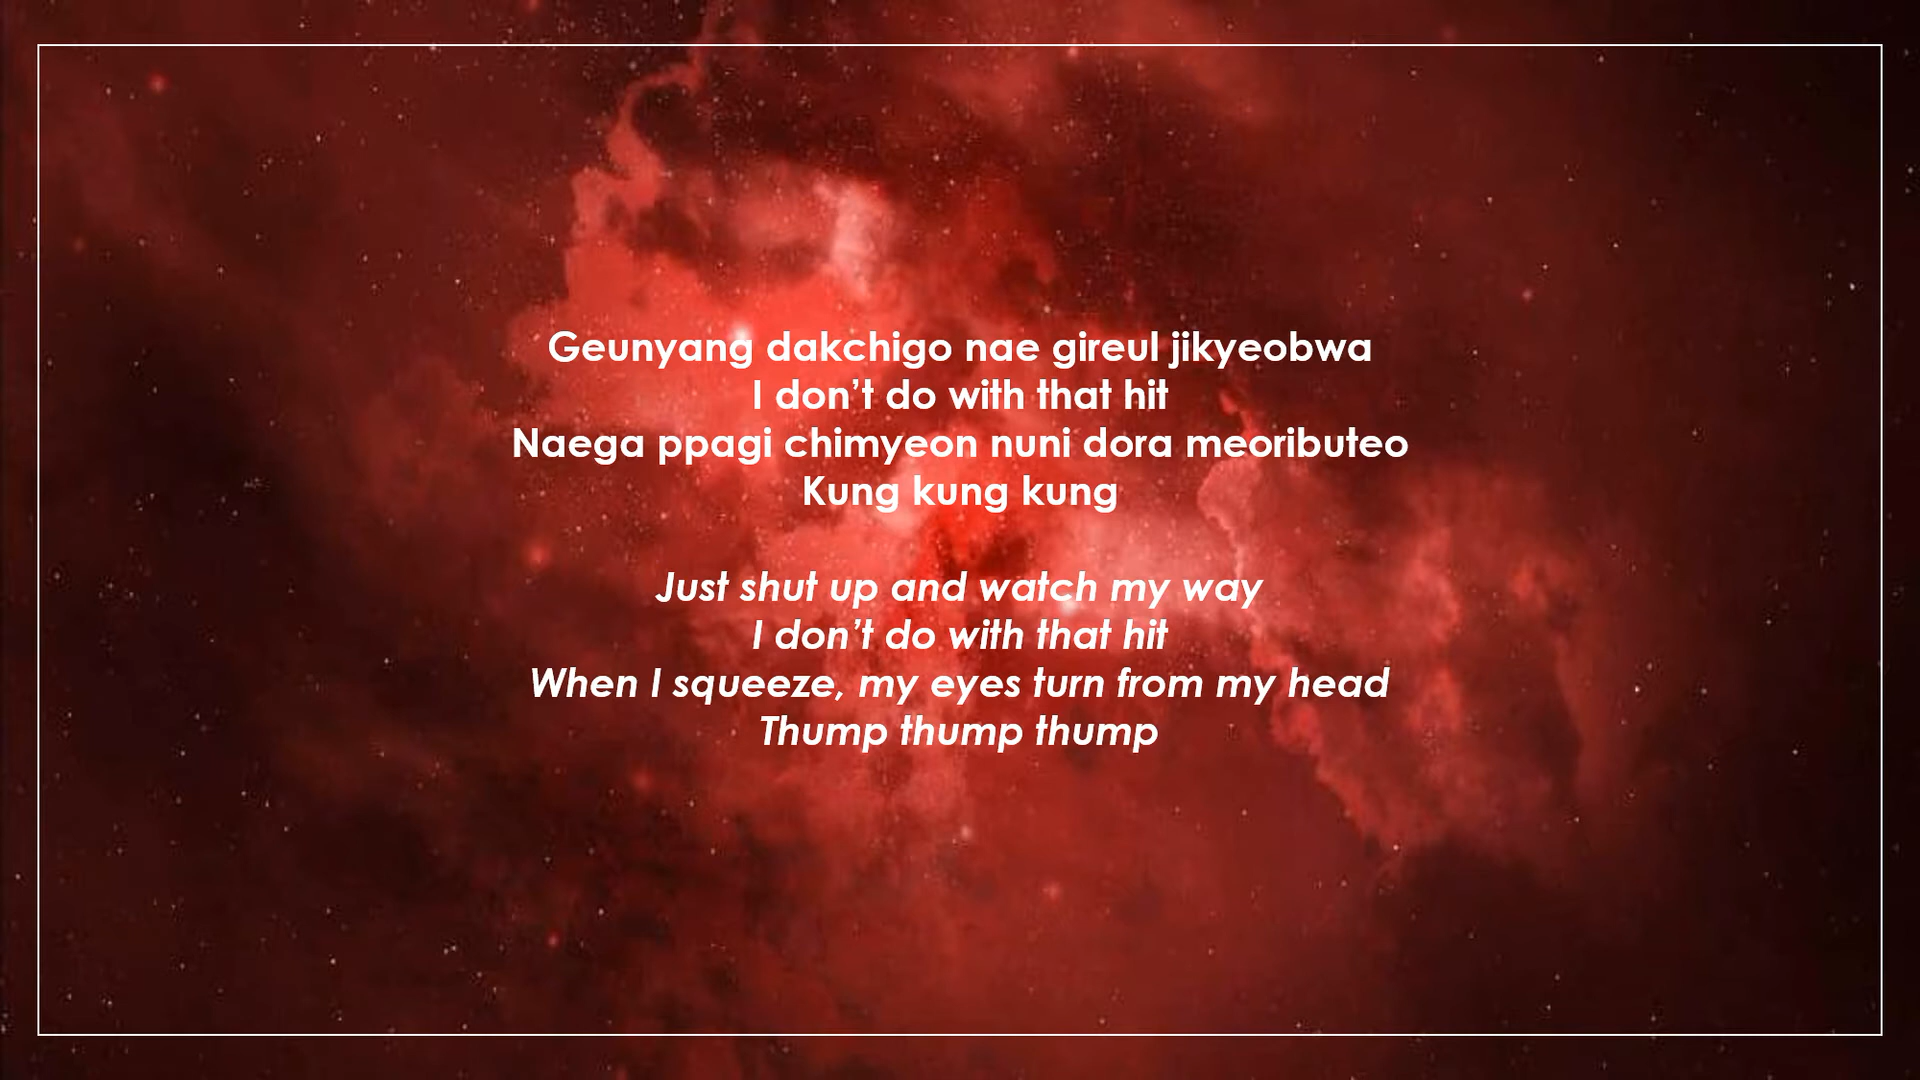 Geunyang dakchigo nae gireul jikyeobwa
I don’t do with that hit
Naega ppagi chimyeon nuni dora meoributeo
Kung kung kung
Just shut up and watch my way
I don’t do with that hit
When I squeeze, my eyes turn from my head
Thump thump thump